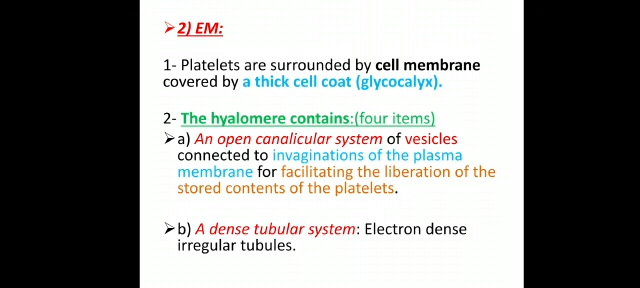 ➢2) EM:
1- Platelets are surrounded by cell membrane
covered by a thick cell coat (glycocalyx).
2- The hyalomere contains:(four items)
➢a) An open canalicular system of vesicles
connected to invaginations of the plasma
membrane for facilitating the liberation of the
stored contents of the platelets.
➢b) A dense tubular system: Electron dense
irregular tubules.